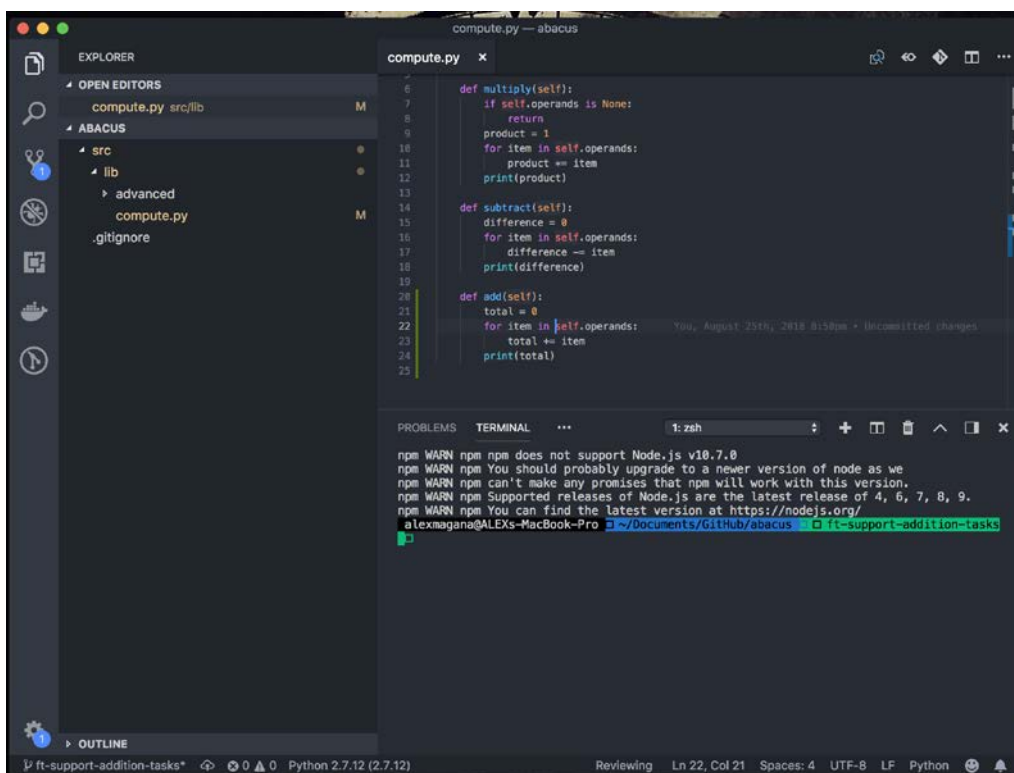 compute.py — abacus
EXPLORER
OPEN EDITORS
compute.py src/lib M
ABACUS
src
lib
advanced
compute.py M
.gitignore
1
compute.py ×
6 def multiply(self):
7 if self.operands is None:
8 return
9 product = 1
10 for item in self.operands:
11 product *= item
12 print(product)
13
14 def subtract(self):
15 difference = 0
16 for item in self.operands:
17 difference -= item
18 print(difference)
19
20 def add(self):
21 total = 0
22 for item in self.operands: You, August 25th, 2018 8:50pm • Uncommitted changes
23 total += item
24 print(total)
25
PROBLEMS TERMINAL ··· 1: zsh
npm WARN npm npm does not support Node.js v10.7.0
npm WARN npm You should probably upgrade to a newer version of node as we
npm WARN npm can't make any promises that npm will work with this version.
npm WARN npm Supported releases of Node.js are the latest release of 4, 6, 7, 8, 9.
npm WARN npm You can find the latest version at https://nodejs.org/
alexmagana@ALEXs-MacBook-Pro ~/Documents/GitHub/abacus ft-support-addition-tasks
1
OUTLINE
ft-support-addition-tasks* 0 0 Python 2.7.12 (2.7.12) Reviewing Ln 22, Col 21 Spaces: 4 UTF-8 LF Python